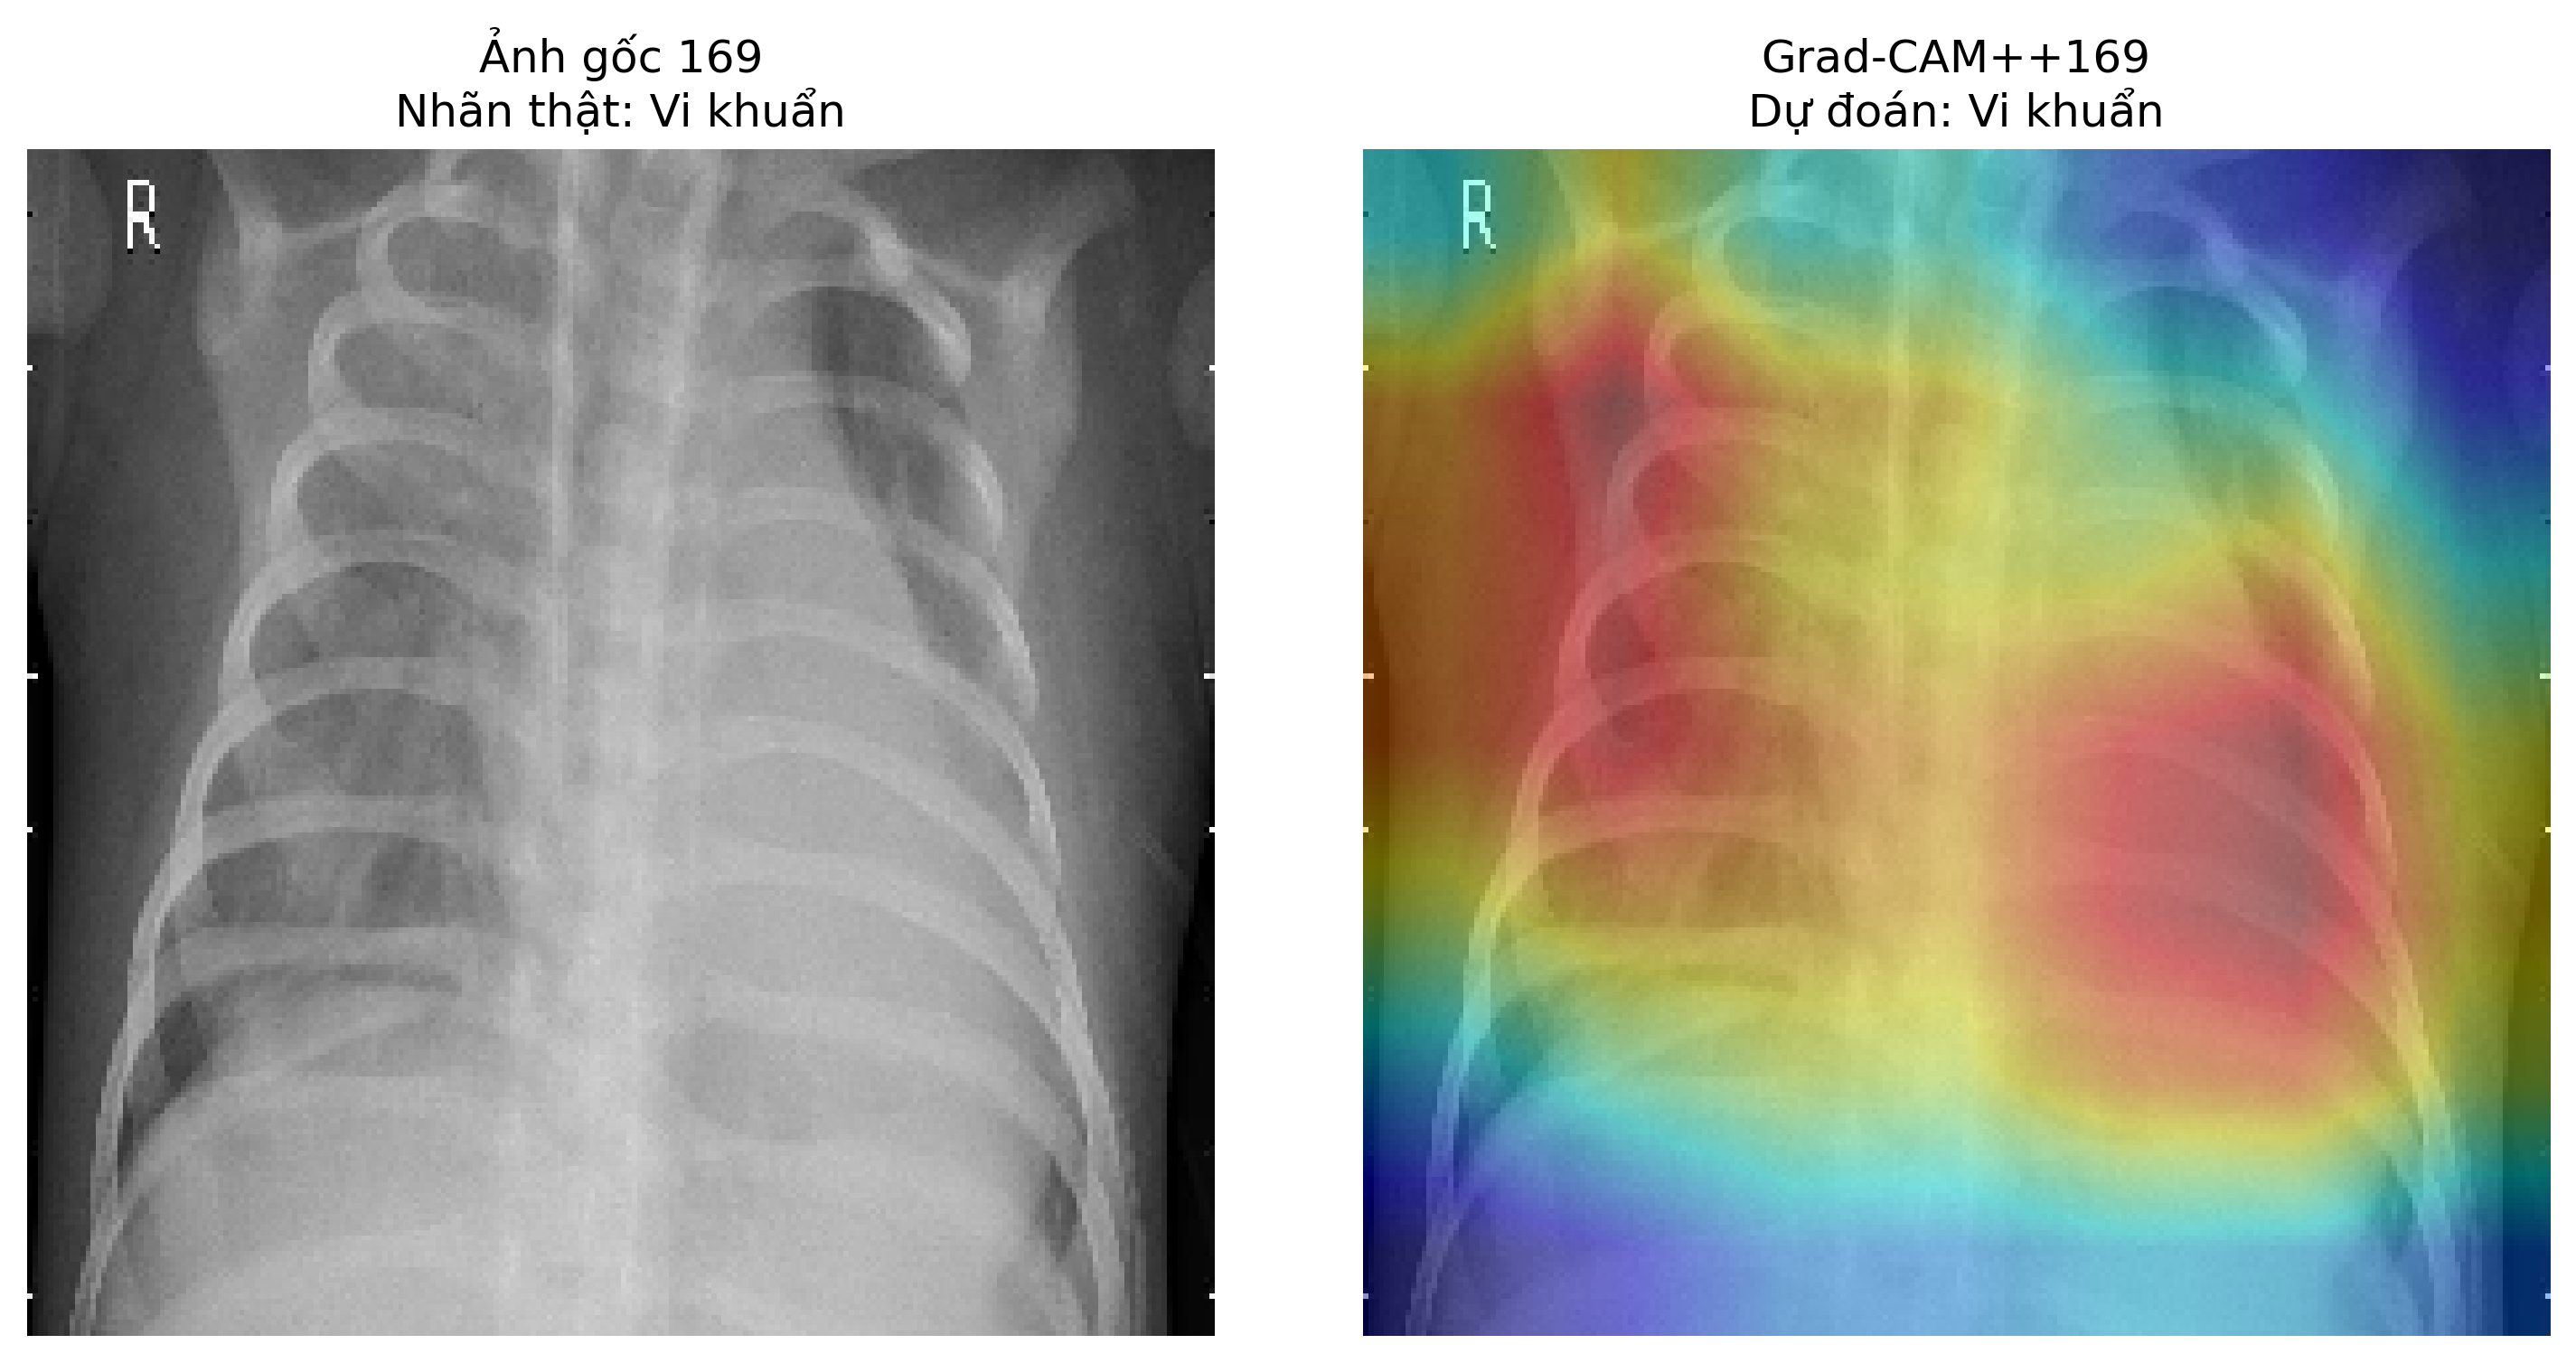 Ảnh gốc 169
Nhãn thật: Vi khuẩn
R
Grad-CAM++169
Dự đoán: Vi khuẩn
R